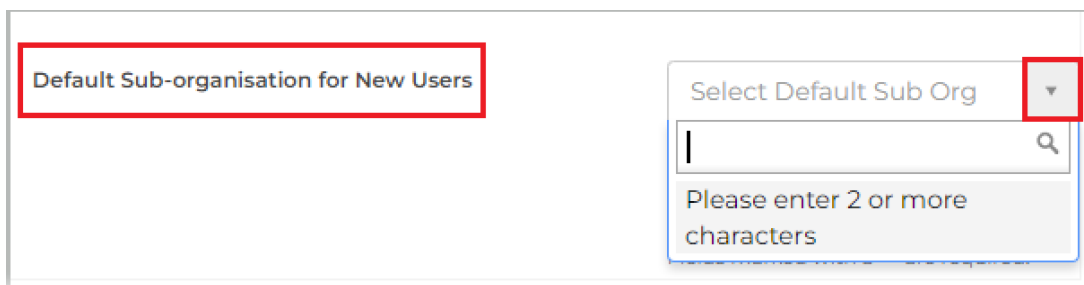 Default Sub-organisation for New Users
Select Default Sub Org
Please enter 2 or more
characters